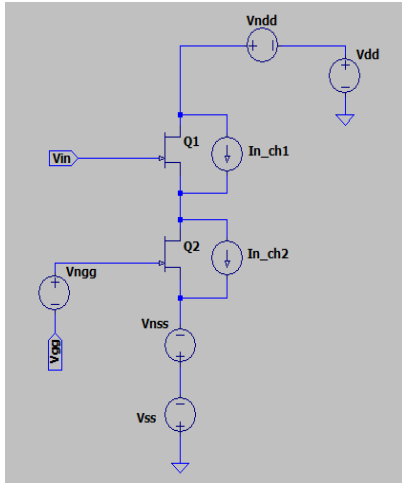 Vndd
Vdd
Q1
In_ch1
Vin
Q2
In_ch2
Vngg
Vgg
Vnss
Vss